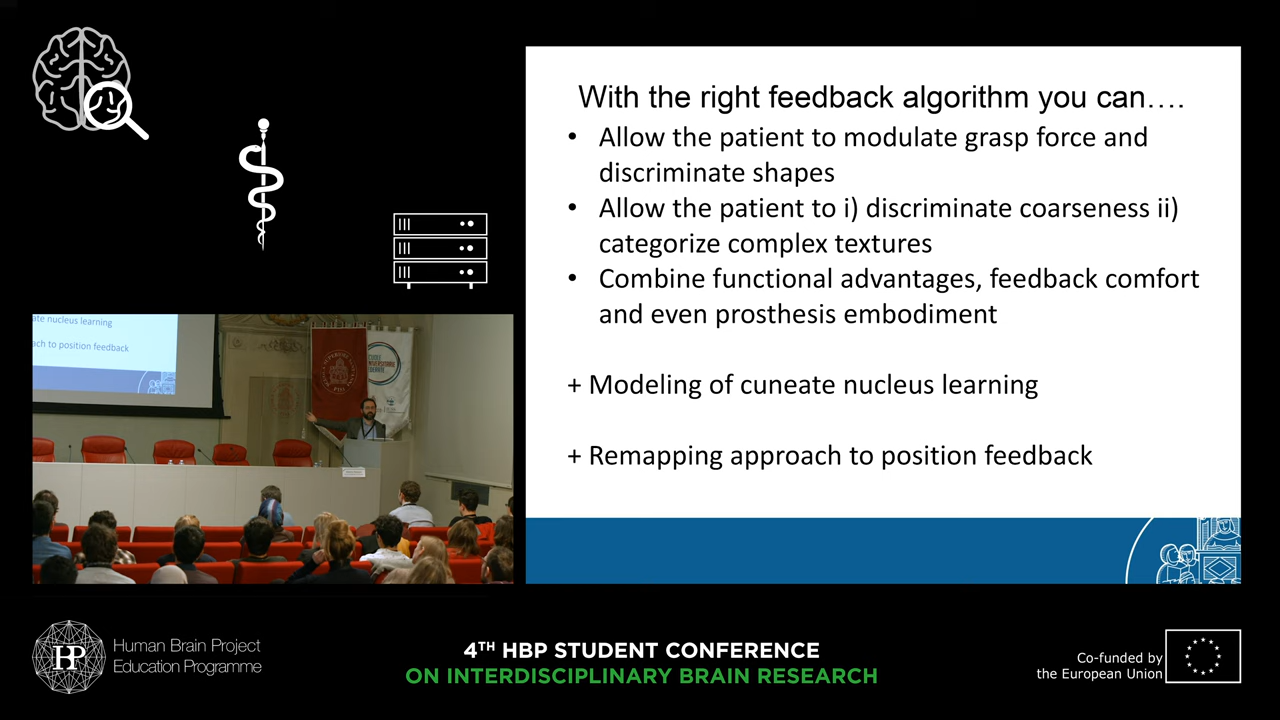 With the right feedback algorithm you can….
• Allow the patient to modulate grasp force and
discriminate shapes
• Allow the patient to i) discriminate coarseness ii)
categorize complex textures
• Combine functional advantages, feedback comfort
and even prosthesis embodiment
+ Modeling of cuneate nucleus learning
+ Remapping approach to position feedback
ate nucleus learning
ach to position feedback
HBP
Human Brain Project
Education Programme
4TH HBP STUDENT CONFERENCE
ON INTERDISCIPLINARY BRAIN RESEARCH
Co-funded by
the European Union